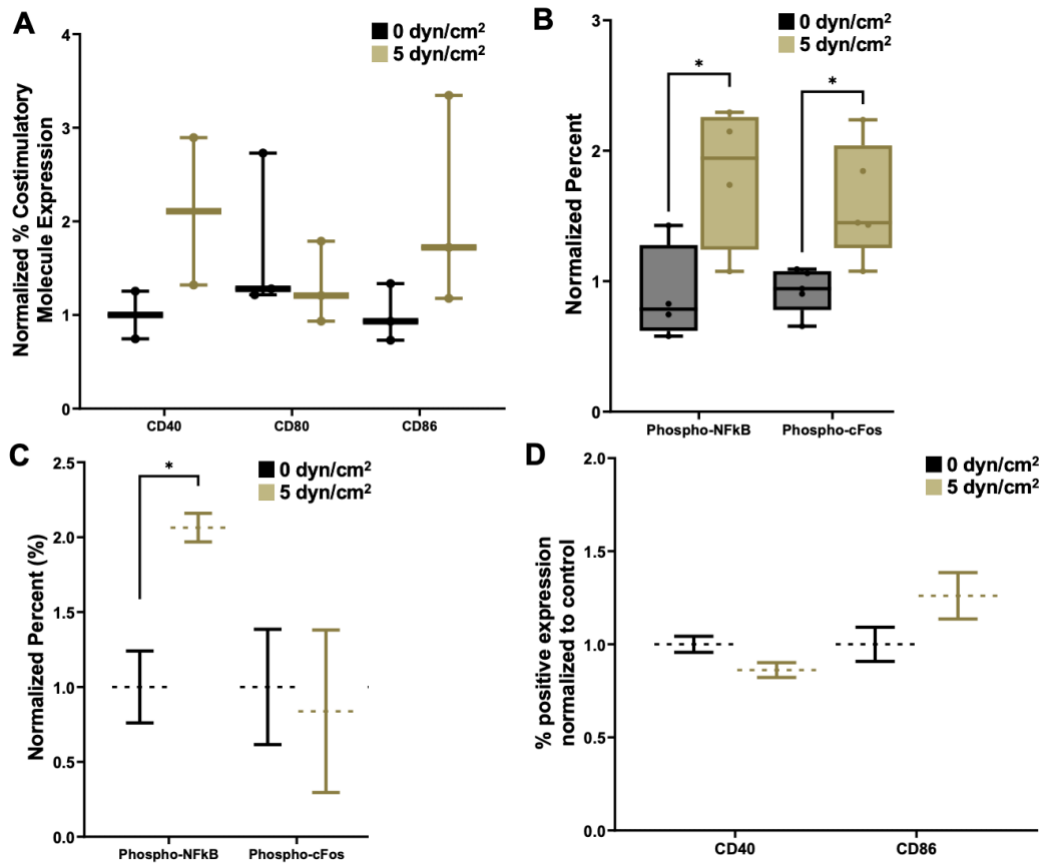 A
0 dyn/cm²
5 dyn/cm²
Normalized % Costimulatory
Molecule Expression
4
3
2
1
0
CD40
CD80
CD86
B
0 dyn/cm²
5 dyn/cm²
Normalized Percent
3
2
1
0
*
*
Phospho-NFkB
Phospho-cFos
C
0 dyn/cm²
5 dyn/cm²
Normalized Percent (%)
2.5
2.0
1.5
1.0
0.5
0.0
*
Phospho-NFkB
Phospho-cFos
D
0 dyn/cm²
5 dyn/cm²
% positive expression
normalized to control
2.0
1.5
1.0
0.5
0.0
CD40
CD86